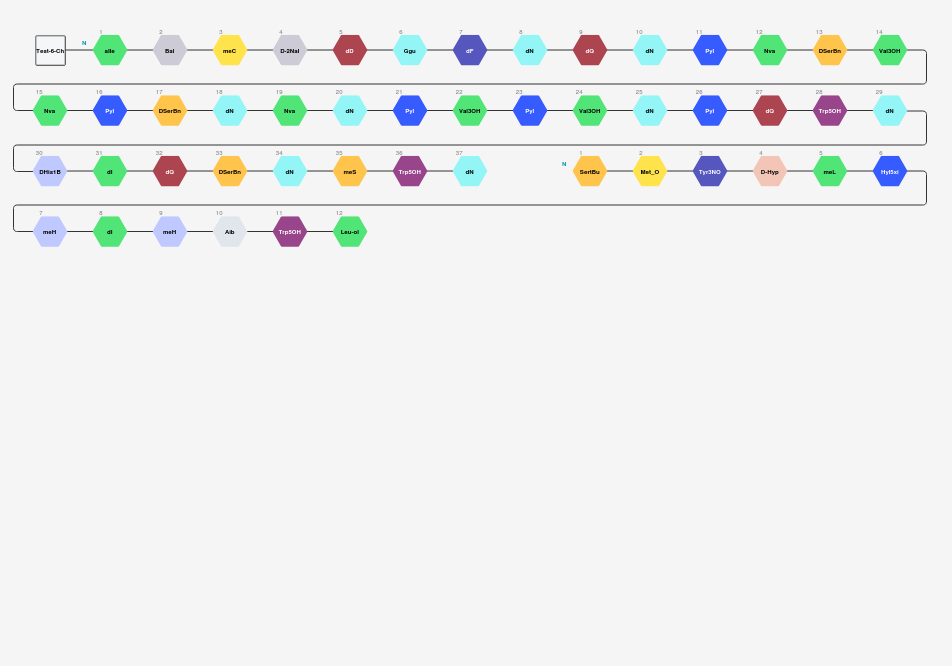 1 2 3 4 5 6 7 8 9 10 11 12 13 14
Test-6-Ch N aIle Bal meC D-2Nal dD Ggu dF dN dG dN Pyl Nva DSerBn Val3OH
15 16 17 18 19 20 21 22 23 24 25 26 27 28 29
Nva Pyl DSerBn dN Nva dN Pyl Val3OH Pyl Val3OH dN Pyl dG Trp5OH dN
30 31 32 33 34 35 36 37 1 2 3 4 5 6
DHis1B dI dG DSerBn dN meS Trp5OH dN N SertBu Met_O Tyr3NO D-Hyp meL Hyl5xi
7 8 9 10 11 12
meH dI meH Aib Trp5OH Leu-ol